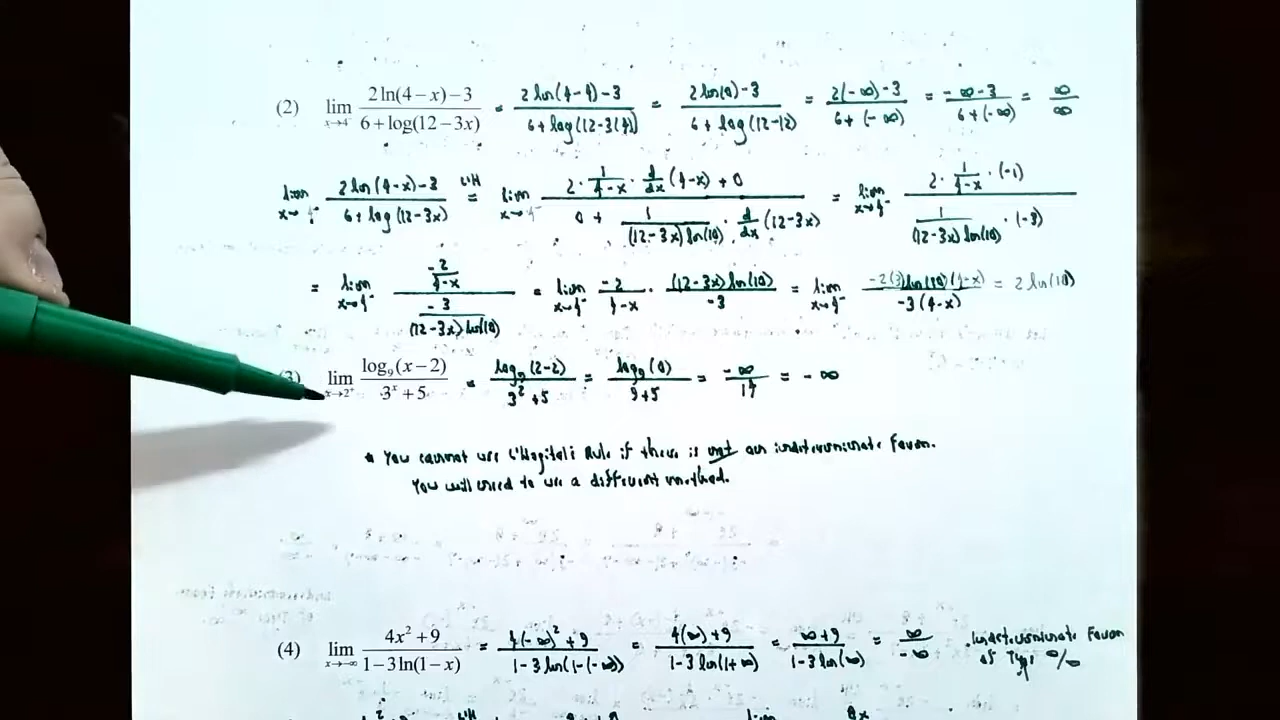 (2) lim x→4⁻ (2ln(4−x)−3)/(6+log(12−3x)) = (2ln(4-4)-3)/(6+log(12-3(4))) = (2ln(0)-3)/(6+log(12-12)) = (2(-∞)-3)/(6+(-∞)) = (-∞-3)/(6+(-∞)) = ∞/∞
lim x→4⁻ (2ln(4-x)-3)/(6+log(12-3x)) L'H = lim x→4⁻ (2·1/(4-x)·d/dx(4-x)+0)/(0+1/((12-3x)ln(10))·d/dx(12-3x)) = lim x→4⁻ (2·1/(4-x)·(-1))/(1/((12-3x)ln(10))·(-3))
= lim x→4⁻ (-2/(4-x))/(-3/((12-3x)ln(10))) = lim x→4⁻ -2/(4-x)·((12-3x)ln(10))/-3 = lim x→4⁻ (-2(3)ln(10)(4-x))/(-3(4-x)) = 2ln(10)
(3) lim x→2⁺ (log₉(x−2))/(3ˣ+5) = (log₉(2-2))/(3²+5) = (log₉(0))/(9+5) = -∞/14 = -∞
* You cannot use L'Hopital's Rule if there is not an indeterminate form.
You will need to use a different method.
(4) lim x→−∞ (4x²+9)/(1−3ln(1−x)) = (4(-∞)²+9)/(1-3ln(1-(-∞))) = (4(∞)+9)/(1-3ln(1+∞)) = (∞+9)/(1-3ln(∞)) = ∞/-∞ Indeterminate Form
of Type ∞/∞